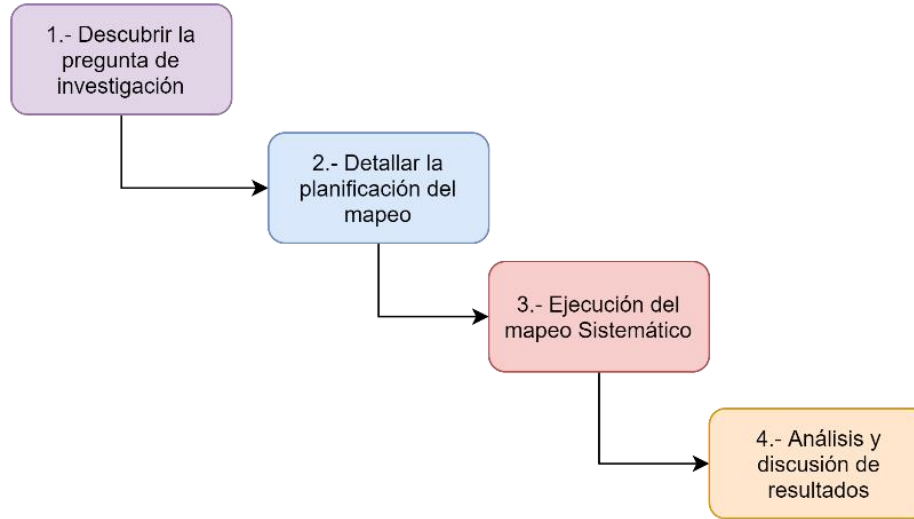 1.- Descubrir la
pregunta de
investigación
2.- Detallar la
planificación del
mapeo
3.- Ejecución del
mapeo Sistemático
4.- Análisis y
discusión de
resultados